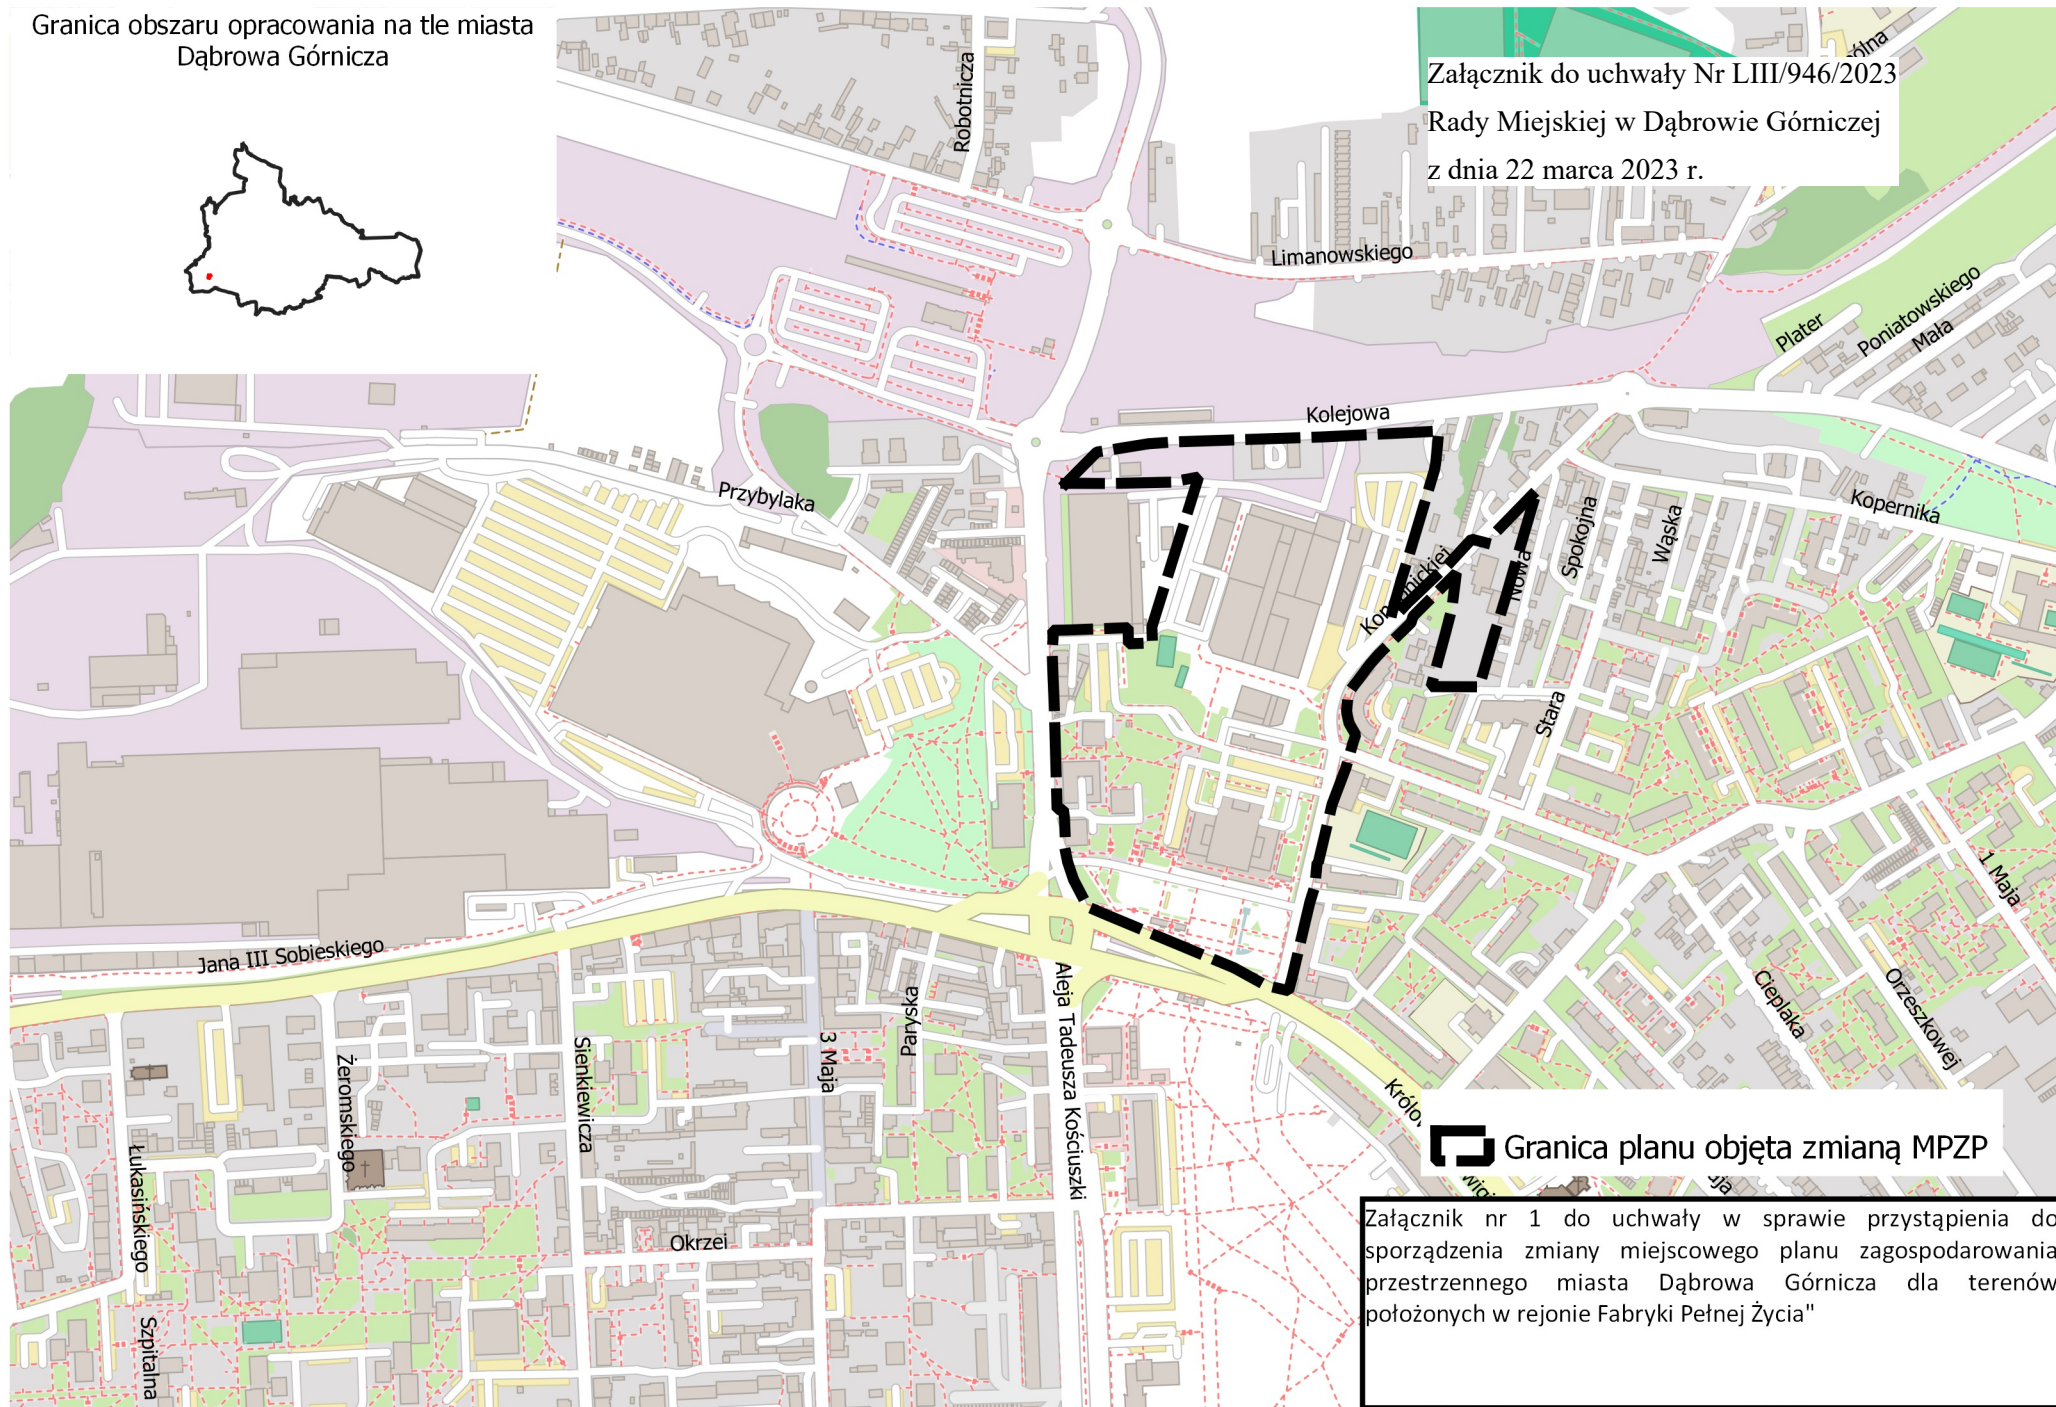 Granica obszaru opracowania na tle miasta
Dąbrowa Górnicza
Załącznik do uchwały Nr LIII/946/2023
Rady Miejskiej w Dąbrowie Górniczej
z dnia 22 marca 2023 r.
Robotnicza
Limanowskiego
Plater
Poniatowskiego
Mała
Kolejowa
Przybylaka
Kopernika
Spokojna
Wąska
Nowa
Stara
Jana III Sobieskiego
1 Maja
Aleja Tadeusza Kościuszki
Cieplaka
Orzeszkowej
Żeromskiego
Sienkiewicza
3 Maja
Łukasińskiego
Okrzei
Szpitalna
Granica planu objęta zmianą MPZP
Załącznik nr 1 do uchwały w sprawie przystąpienia do
sporządzenia zmiany miejscowego planu zagospodarowania
przestrzennego miasta Dąbrowa Górnicza dla terenów
położonych w rejonie Fabryki Pełnej Życia"